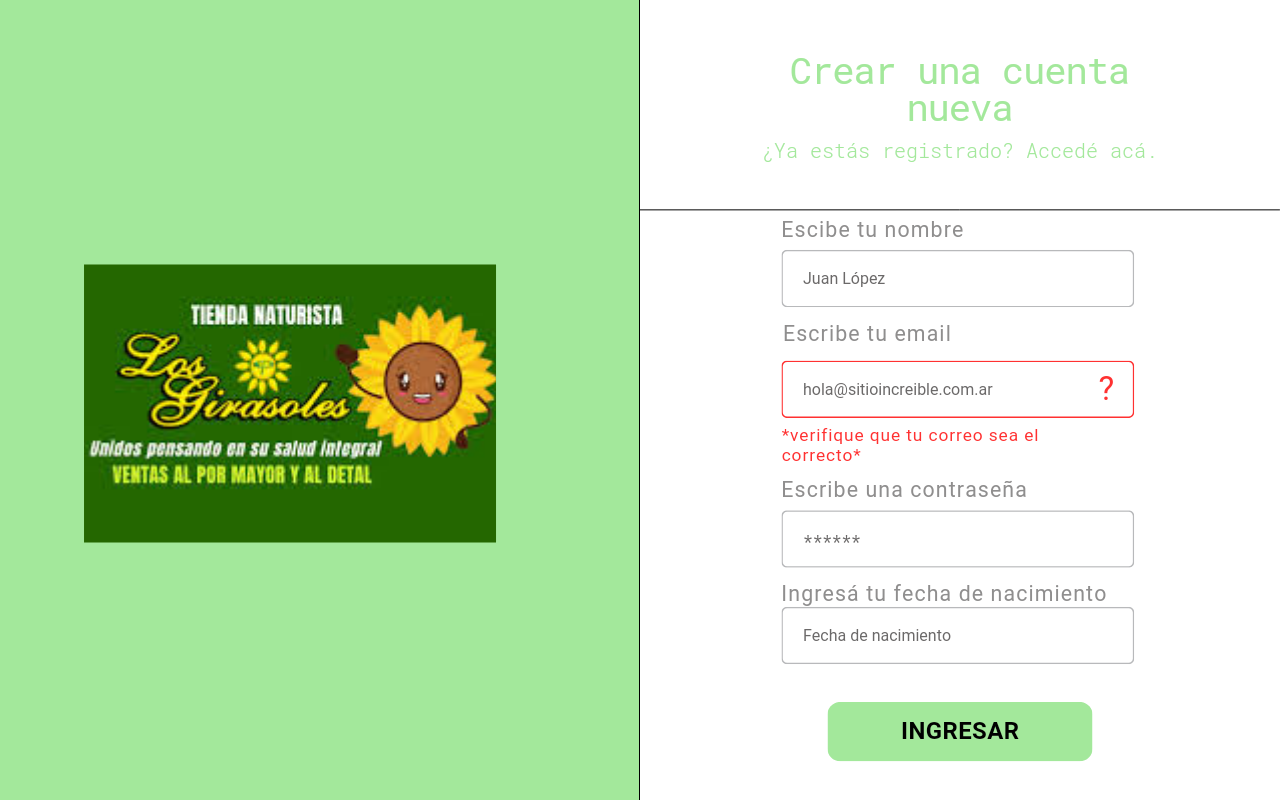 TIENDA NATURISTA
Los
Girasoles
Unidos pensando en su salud integral
VENTAS AL POR MAYOR Y AL DETAL
Crear una cuenta
nueva
¿Ya estás registrado? Accedé acá.
Escibe tu nombre
Juan López
Escribe tu email
hola@sitioincreible.com.ar
?
*verifique que tu correo sea el
correcto*
Escribe una contraseña
******
Ingresá tu fecha de nacimiento
Fecha de nacimiento
INGRESAR